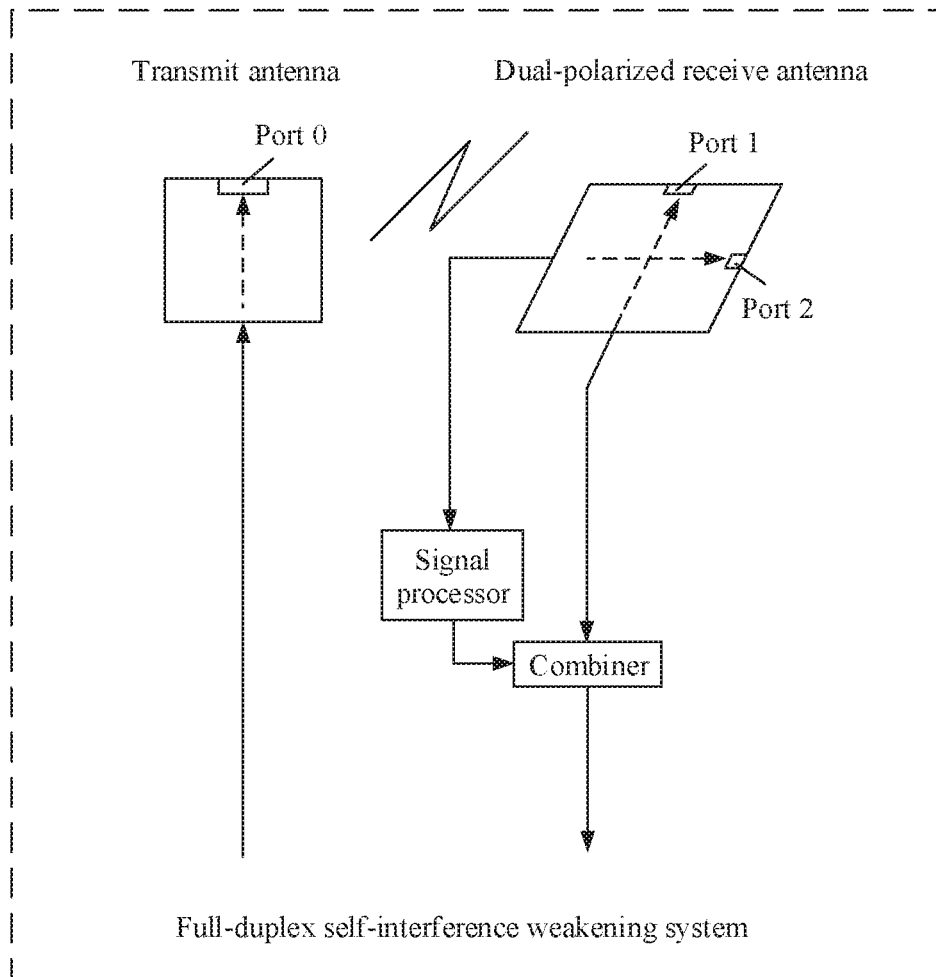 Transmit antenna
Dual-polarized receive antenna
Port 0
Port 1
Port 2
Signal
processor
Combiner
Full-duplex self-interference weakening system